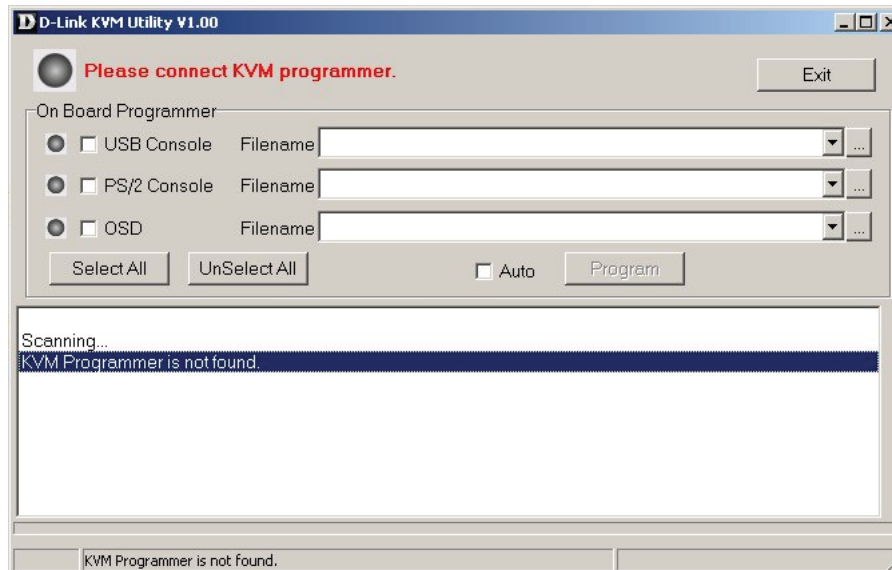 D-Link KVM Utility V1.00
Please connect KVM programmer.
Exit
On Board Programmer
USB Console Filename ...
PS/2 Console Filename ...
OSD Filename ...
Select All UnSelect All Auto Program
Scanning...
KVM Programmer is not found.
KVM Programmer is not found.